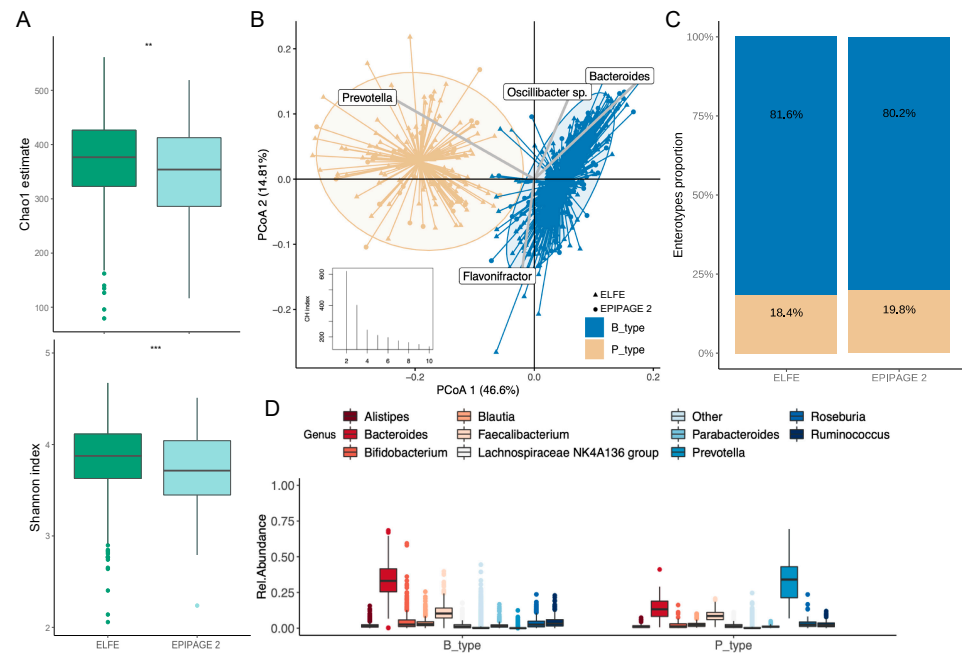 A
**
Chao1 estimate
500
400
300
200
100
***
Shannon index
5
4
3
2
ELFE
EPIPAGE 2
B
PCoA 2 (14.81%)
0.2
0.1
0.0
−0.1
−0.2
Prevotella
Oscillibacter sp.
Bacteroides
Flavonifractor
CH index
600
400
200
2
4
6
8
10
ELFE
EPIPAGE 2
B_type
P_type
−0.2
0.0
0.2
PCoA 1 (46.6%)
C
Enterotypes proportion
100%
75%
50%
25%
0%
81.6%
80.2%
18.4%
19.8%
ELFE
EPIPAGE 2
D
Genus
Alistipes
Bacteroides
Bifidobacterium
Blautia
Faecalibacterium
Lachnospiraceae NK4A136 group
Other
Parabacteroides
Prevotella
Roseburia
Ruminococcus
Rel.Abundance
1.00
0.75
0.50
0.25
0.00
B_type
P_type